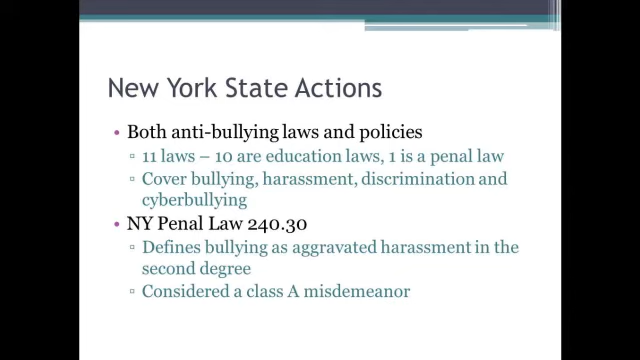 New York State Actions
• Both anti-bullying laws and policies
▫ 11 laws – 10 are education laws, 1 is a penal law
▫ Cover bullying, harassment, discrimination and
cyberbullying
• NY Penal Law 240.30
▫ Defines bullying as aggravated harassment in the
second degree
▫ Considered a class A misdemeanor